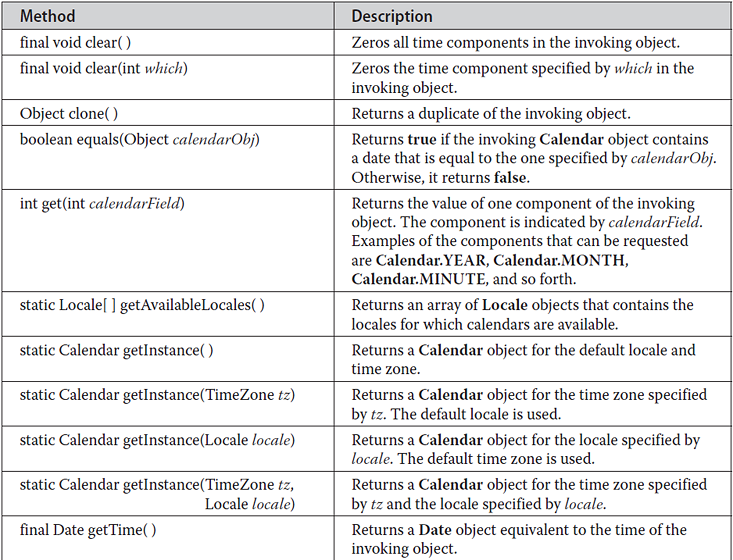 Method Description
final void clear( ) Zeros all time components in the invoking object.
final void clear(int which) Zeros the time component specified by which in the
invoking object.
Object clone( ) Returns a duplicate of the invoking object.
boolean equals(Object calendarObj) Returns true if the invoking Calendar object contains
a date that is equal to the one specified by calendarObj.
Otherwise, it returns false.
int get(int calendarField) Returns the value of one component of the invoking
object. The component is indicated by calendarField.
Examples of the components that can be requested
are Calendar.YEAR, Calendar.MONTH,
Calendar.MINUTE, and so forth.
static Locale[ ] getAvailableLocales( ) Returns an array of Locale objects that contains the
locales for which calendars are available.
static Calendar getInstance( ) Returns a Calendar object for the default locale and
time zone.
static Calendar getInstance(TimeZone tz) Returns a Calendar object for the time zone specified
by tz. The default locale is used.
static Calendar getInstance(Locale locale) Returns a Calendar object for the locale specified by
locale. The default time zone is used.
static Calendar getInstance(TimeZone tz, Returns a Calendar object for the time zone specified
Locale locale) by tz and the locale specified by locale.
final Date getTime( ) Returns a Date object equivalent to the time of the
invoking object.